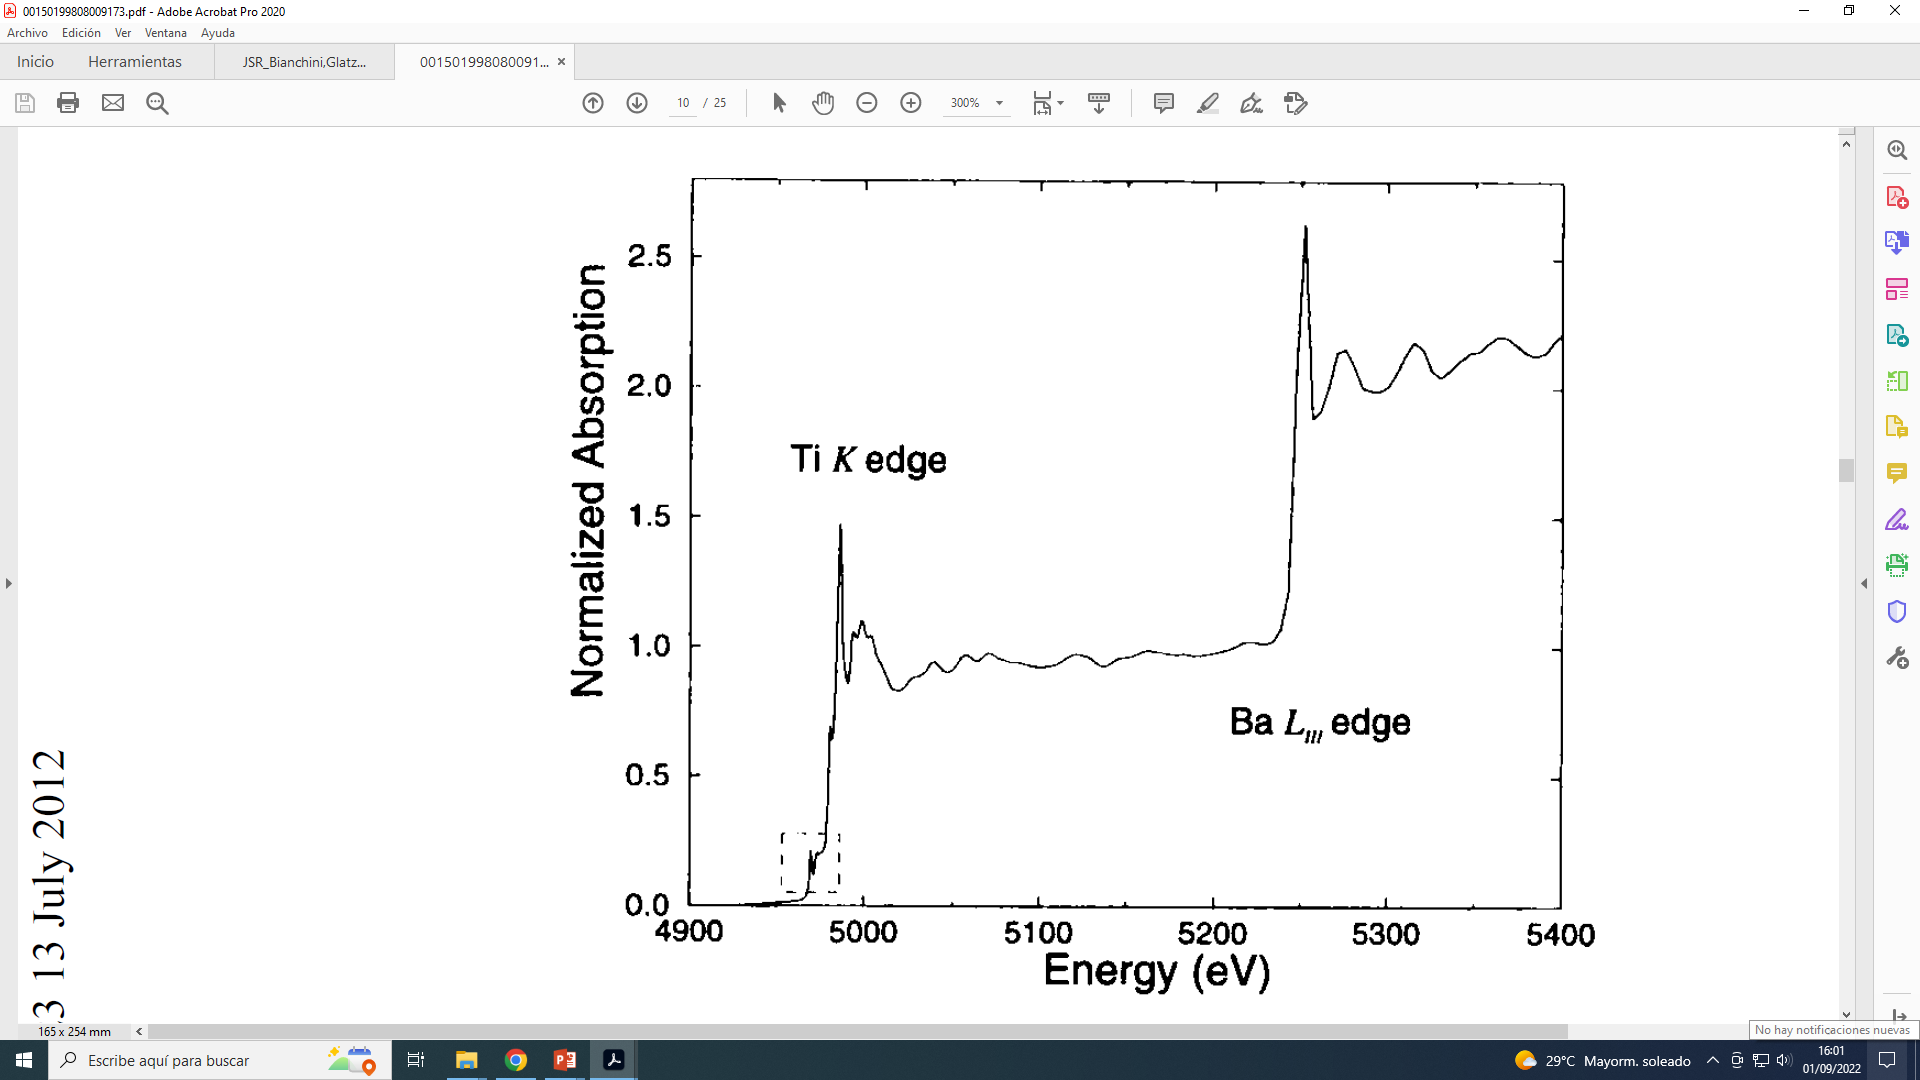 00150199808009173.pdf - Adobe Acrobat Pro 2020
Archivo Edición Ver Ventana Ayuda
Inicio Herramientas JSR_Bianchini,Glatz... 001501998080091...
10 / 25 300%
2.5
2.0
1.5
1.0
0.5
0.0
Normalized Absorption
Ti K edge
Ba L_III edge
4900 5000 5100 5200 5300 5400
Energy (eV)
3 13 July 2012
165 x 254 mm
No hay notificaciones nuevas
Escribe aquí para buscar
29°C Mayorm. soleado
16:01
01/09/2022